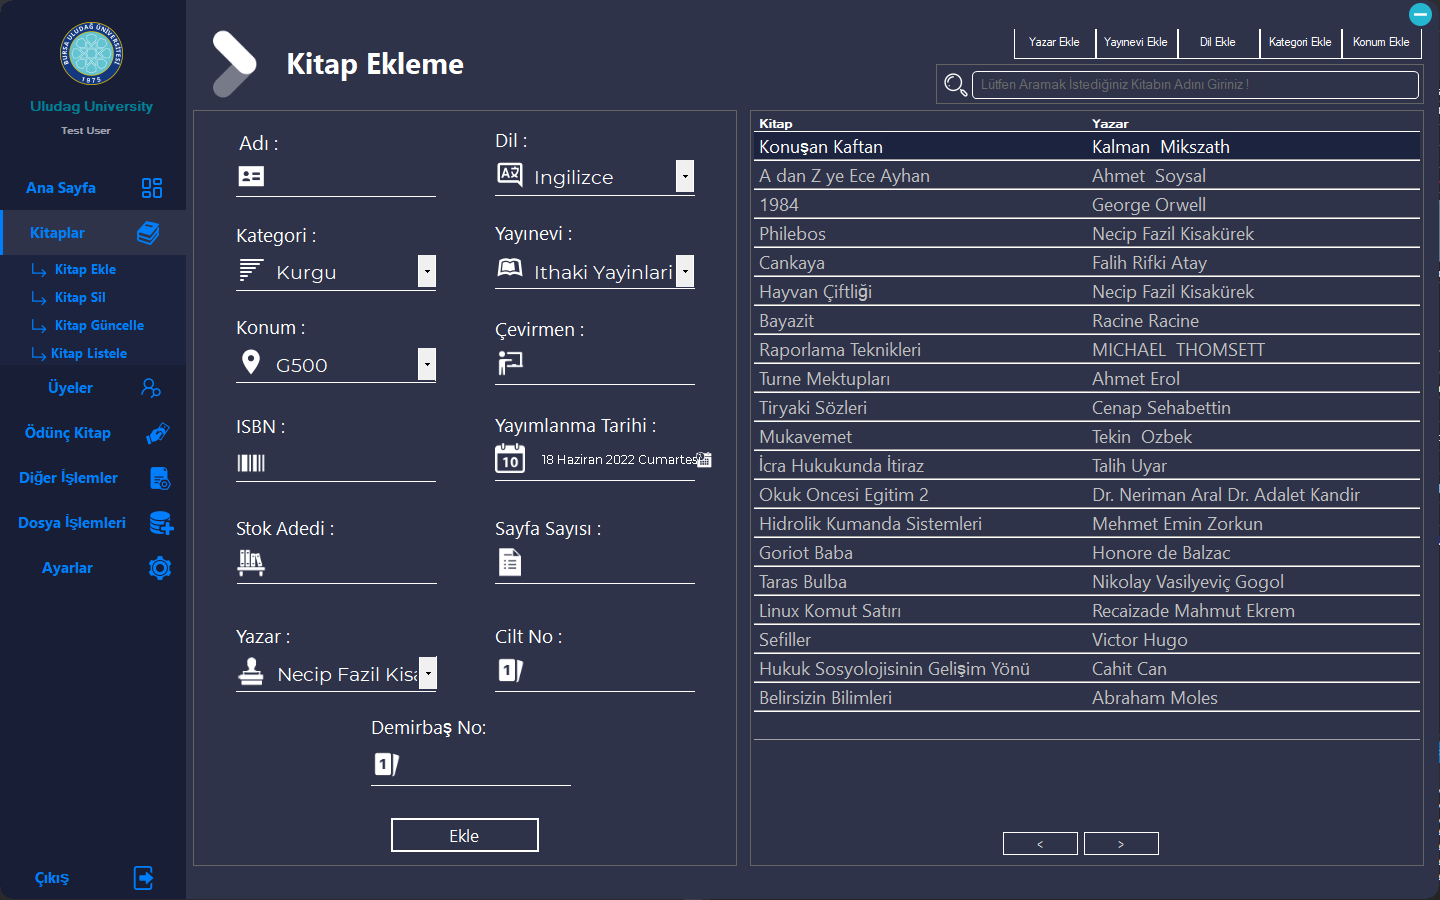 BURSA ULUDAĞ ÜNİVERSİTESİ
1975
Uludag University
Test User
Ana Sayfa
Kitaplar
Kitap Ekle
Kitap Sil
Kitap Güncelle
Kitap Listele
Üyeler
Ödünç Kitap
Diğer İşlemler
Dosya İşlemleri
Ayarlar
Çıkış
Kitap Ekleme
Yazar Ekle Yayınevi Ekle Dil Ekle Kategori Ekle Konum Ekle
Lütfen Aramak İstediğiniz Kitabın Adını Giriniz !
Adı :
Dil :
Ingilizce
Kategori :
Kurgu
Yayınevi :
Ithaki Yayinlari
Konum :
G500
Çevirmen :
ISBN :
Yayımlanma Tarihi :
10
18 Haziran 2022 Cumartesi
Stok Adedi :
Sayfa Sayısı :
Yazar :
Necip Fazil Kisa
Cilt No :
1
Demirbaş No:
1
Ekle
Kitap Yazar
Konuşan Kaftan Kalman  Mikszath
A dan Z ye Ece Ayhan Ahmet  Soysal
1984 George Orwell
Philebos Necip Fazil Kisakürek
Cankaya Falih Rifki Atay
Hayvan Çiftliği Necip Fazil Kisakürek
Bayazit Racine Racine
Raporlama Teknikleri MICHAEL  THOMSETT
Turne Mektupları Ahmet Erol
Tiryaki Sözleri Cenap Sehabettin
Mukavemet Tekin  Ozbek
İcra Hukukunda İtiraz Talih Uyar
Okuk Oncesi Egitim 2 Dr. Neriman Aral Dr. Adalet Kandir
Hidrolik Kumanda Sistemleri Mehmet Emin Zorkun
Goriot Baba Honore de Balzac
Taras Bulba Nikolay Vasilyeviç Gogol
Linux Komut Satırı Recaizade Mahmut Ekrem
Sefiller Victor Hugo
Hukuk Sosyolojisinin Gelişim Yönü Cahit Can
Belirsizin Bilimleri Abraham Moles
< >